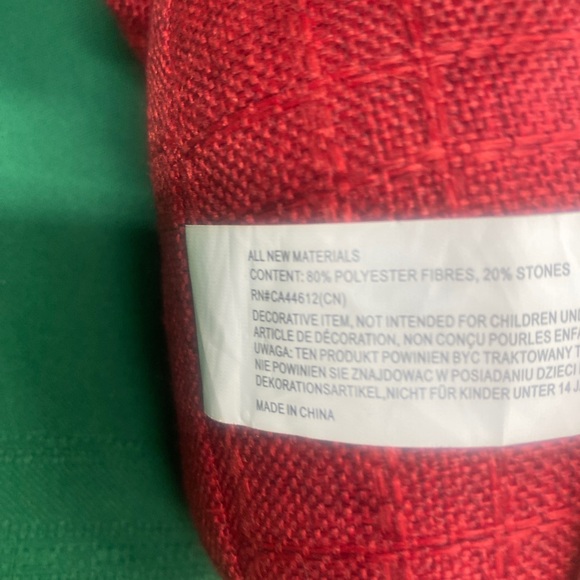 ALL NEW MATERIALS
CONTENT: 80% POLYESTER FIBRES, 20% STONES
RN#CA44612(CN)
DECORATIVE ITEM, NOT INTENDED FOR CHILDREN UN
ARTICLE DE DÉCORATION, NON CONÇU POURLES ENFA
UWAGA: TEN PRODUKT POWINIEN BYC TRAKTOWANY T
NIE POWINIEN SIE ZNAJDOWAC W POSIADANIU DZIECI
DEKORATIONSARTIKEL,NICHT FÜR KINDER UNTER 14 J
MADE IN CHINA